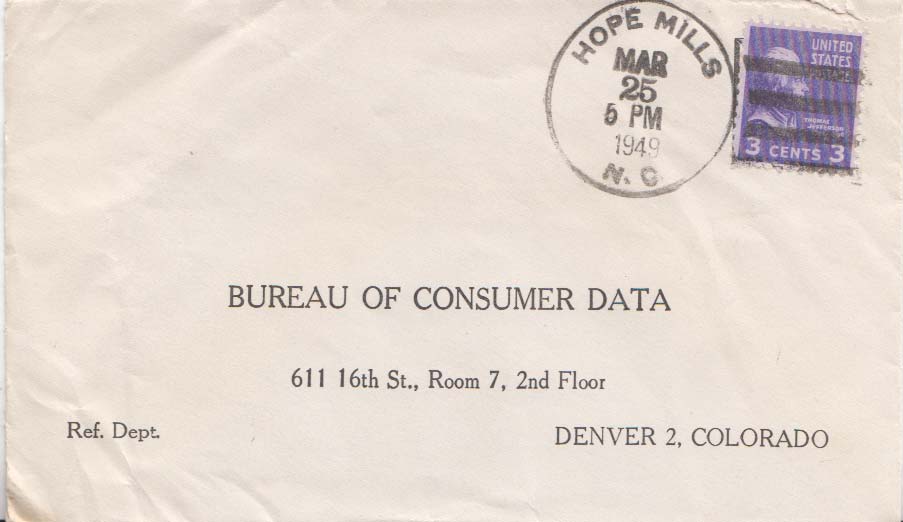 HOPE MILLS
MAR
25
5 PM
1949
N. C
UNITED
STATES
POSTAGE
THOMAS
JEFFERSON
3 CENTS 3
BUREAU OF CONSUMER DATA
611 16th St., Room 7, 2nd Floor
Ref. Dept.
DENVER 2, COLORADO